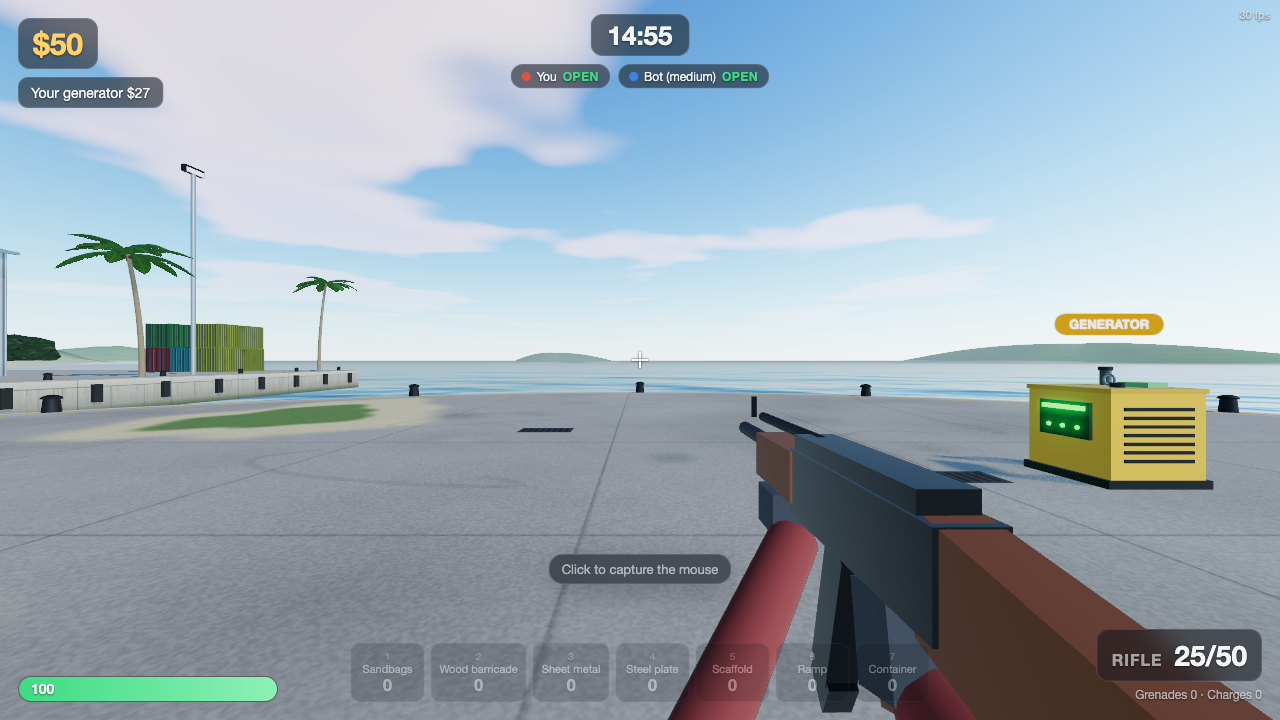 $50
Your generator $27
14:55
You OPEN
Bot (medium) OPEN
30 fps
GENERATOR
Click to capture the mouse
1 2 3 4 5 6 7
Sandbags Wood barricade Sheet metal Steel plate Scaffold Ramp Container
0 0 0 0 0 0 0
100
RIFLE 25/50
Grenades 0 · Charges 0